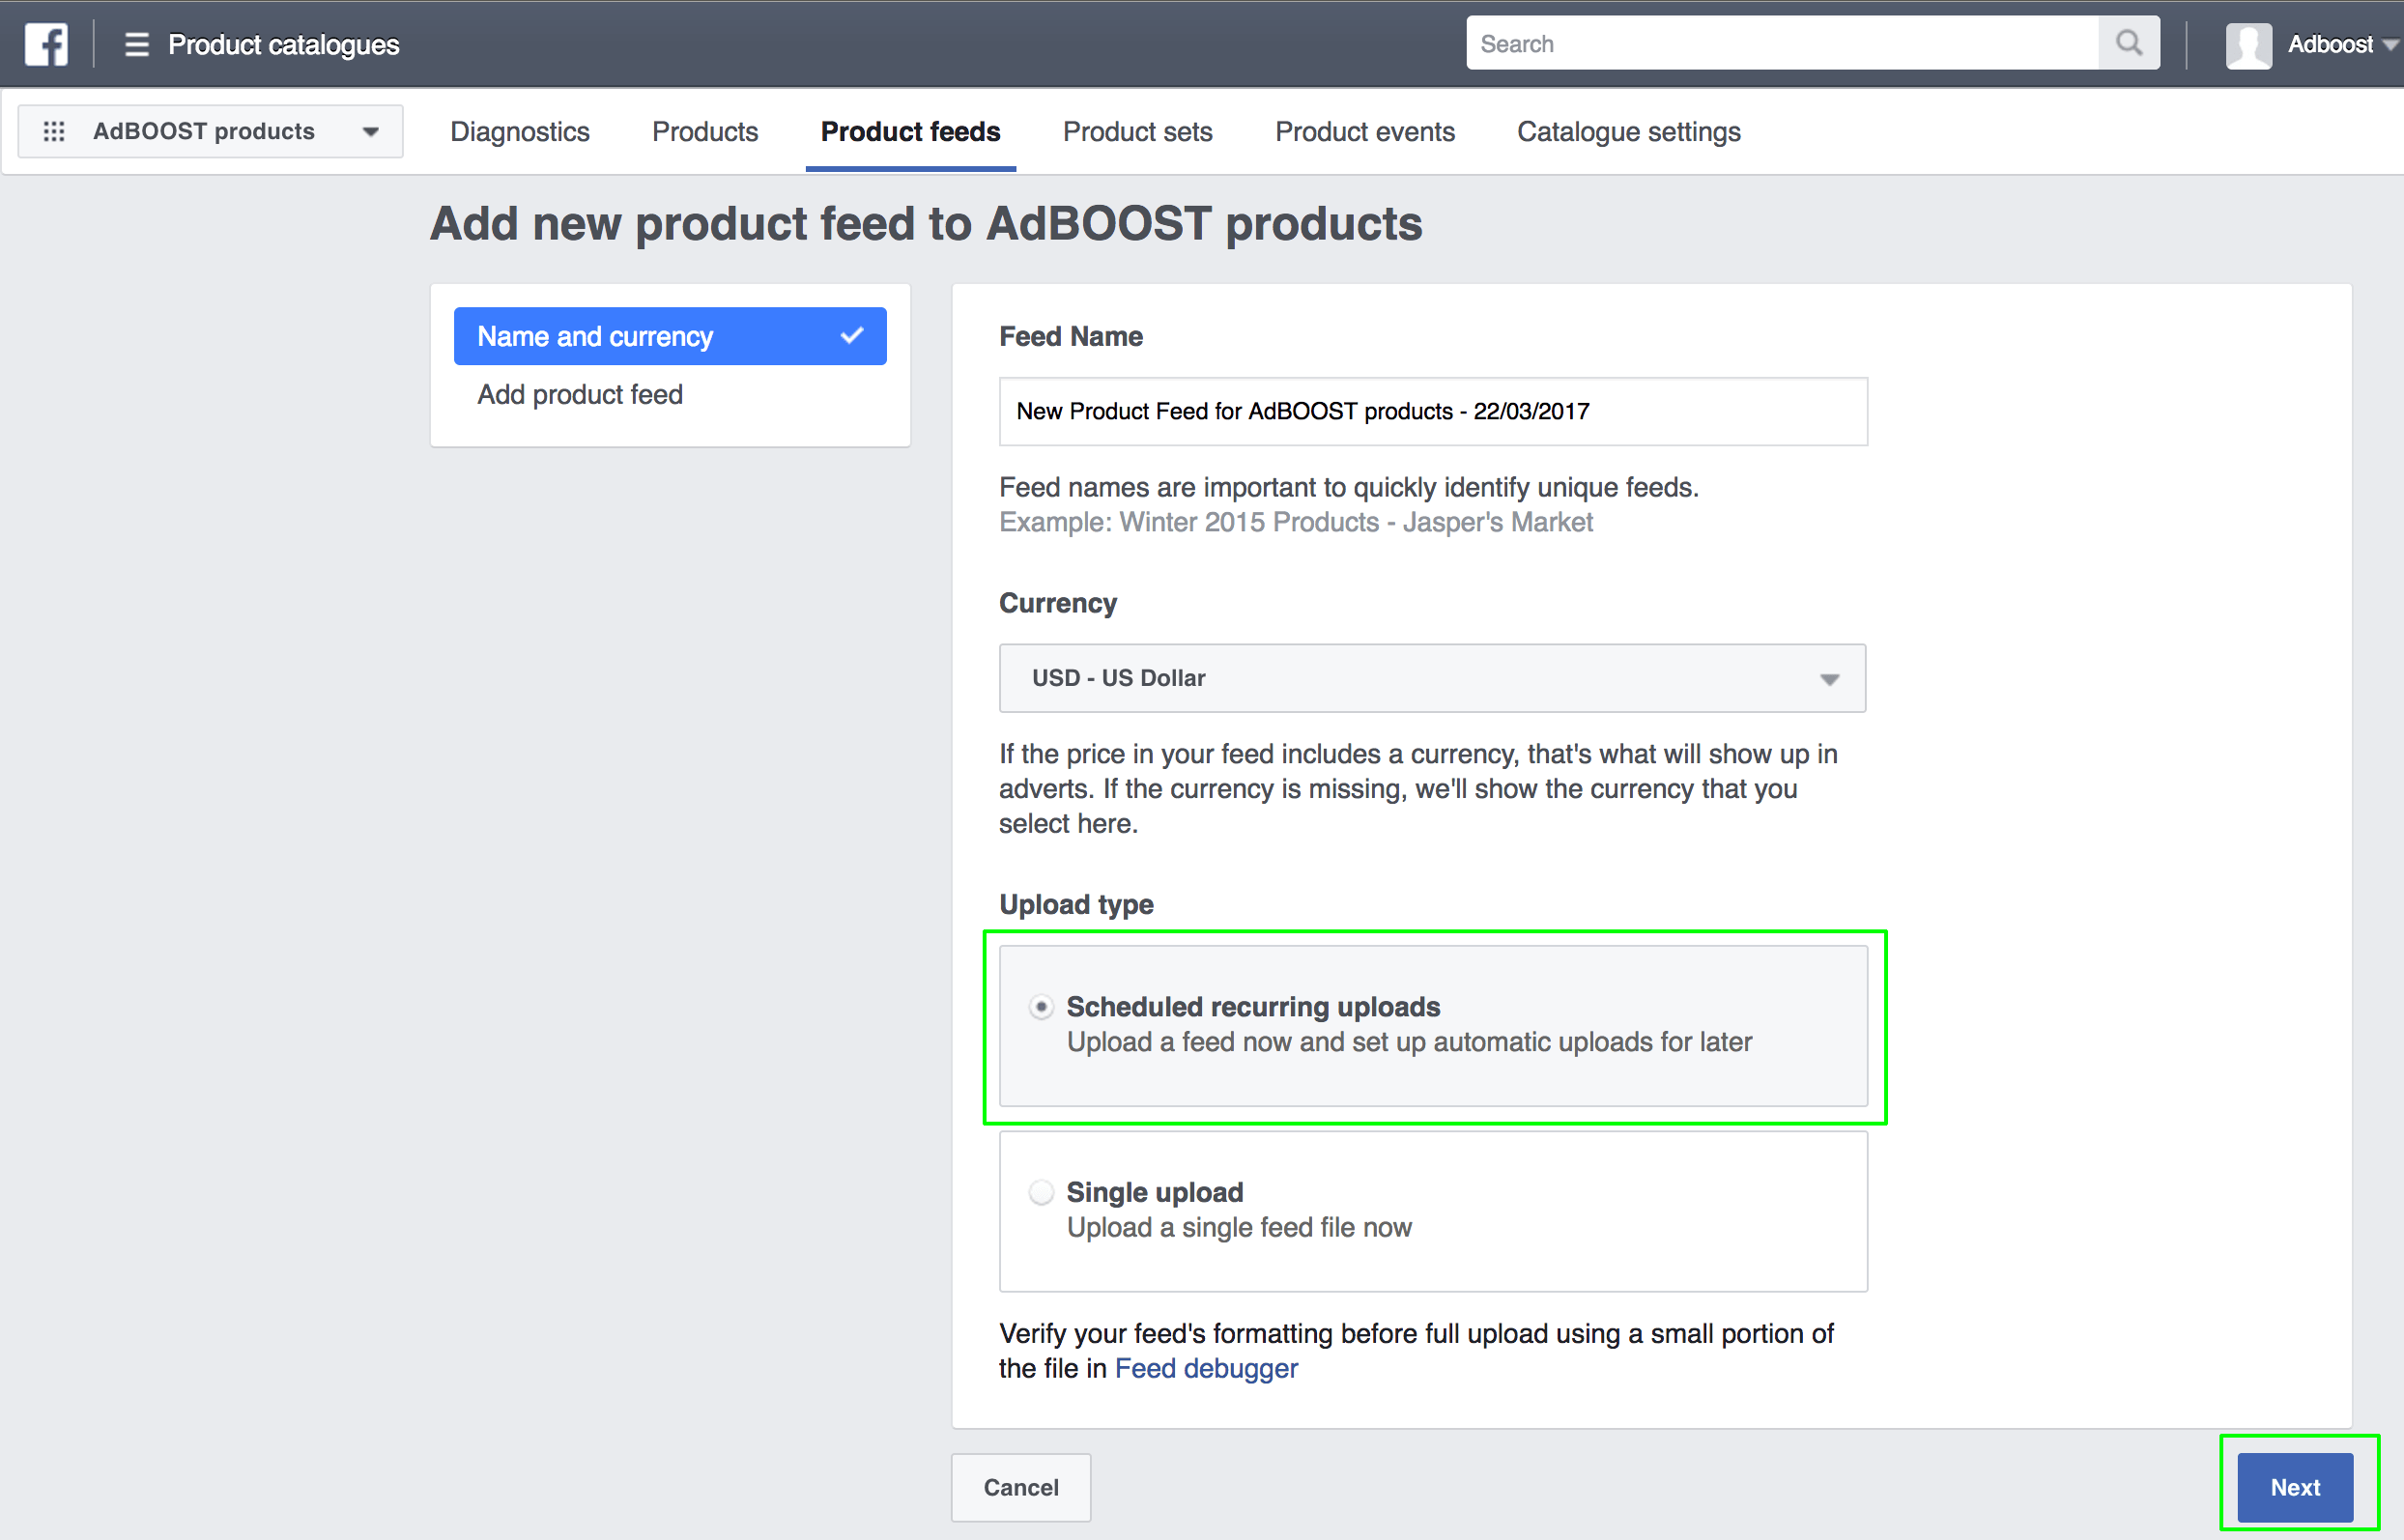 Product catalogues
Search
Adboost
AdBOOST products
Diagnostics
Products
Product feeds
Product sets
Product events
Catalogue settings
Add new product feed to AdBOOST products
Name and currency
Add product feed
Feed Name
New Product Feed for AdBOOST products - 22/03/2017
Feed names are important to quickly identify unique feeds.
Example: Winter 2015 Products - Jasper's Market
Currency
USD - US Dollar
If the price in your feed includes a currency, that's what will show up in
adverts. If the currency is missing, we'll show the currency that you
select here.
Upload type
Scheduled recurring uploads
Upload a feed now and set up automatic uploads for later
Single upload
Upload a single feed file now
Verify your feed's formatting before full upload using a small portion of
the file in Feed debugger
Cancel
Next